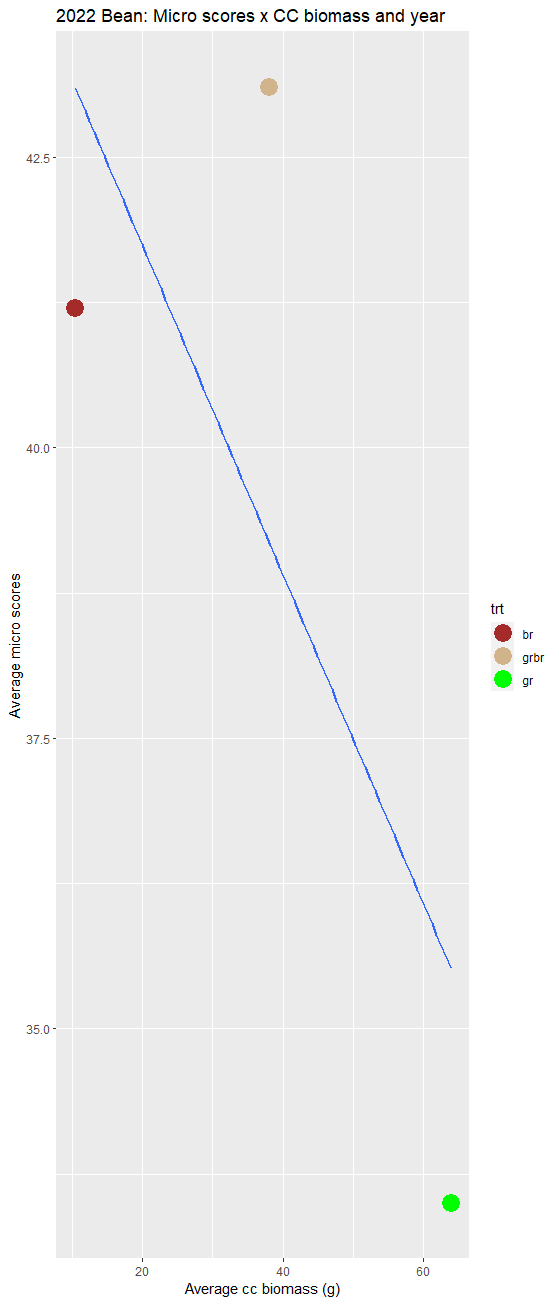 2022 Bean: Micro scores x CC biomass and year
42.5
40.0
37.5
35.0
Average micro scores
20 40 60
Average cc biomass (g)
trt
br
grbr
gr